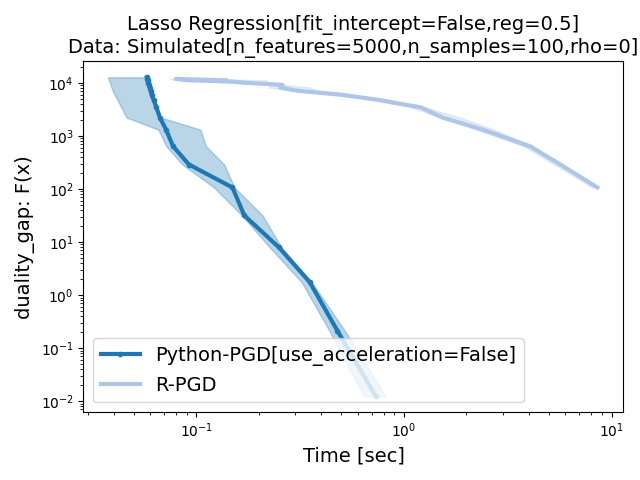 Lasso Regression[fit_intercept=False,reg=0.5]
Data: Simulated[n_features=5000,n_samples=100,rho=0]
duality_gap: F(x)
10⁴
10³
10²
10¹
10⁰
10⁻¹
10⁻²
Python-PGD[use_acceleration=False]
R-PGD
10⁻¹
10⁰
10¹
Time [sec]